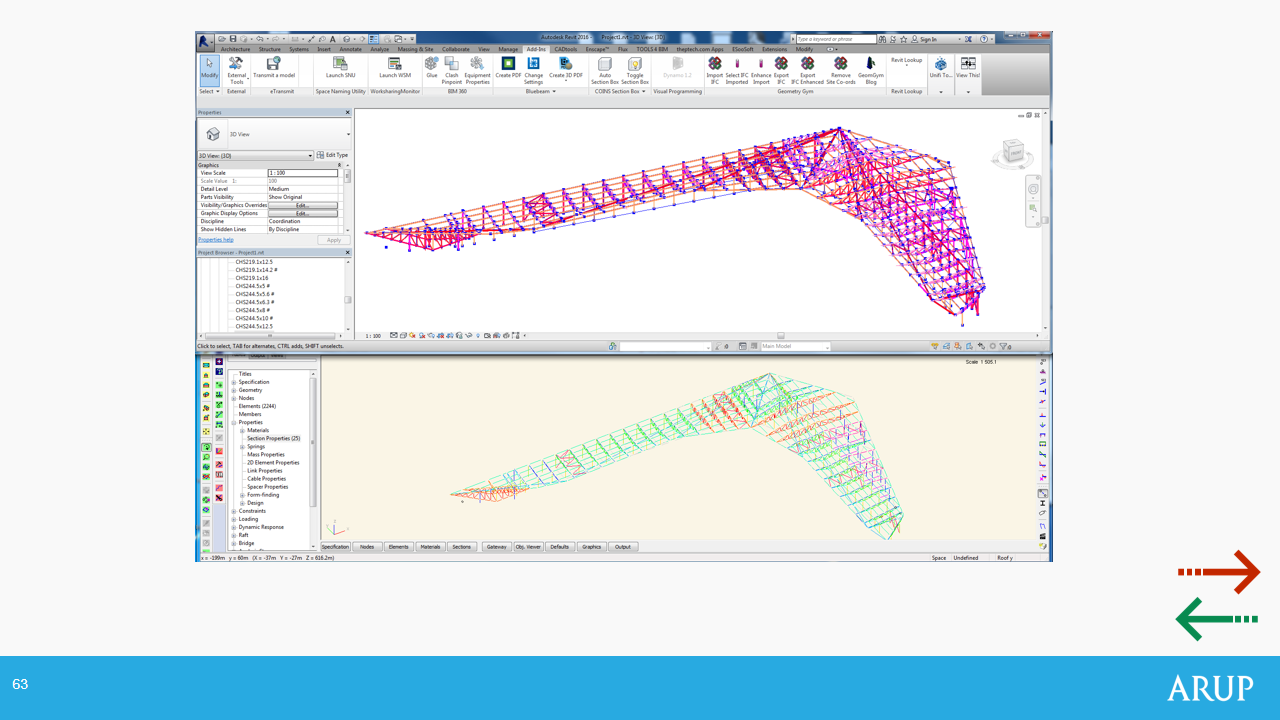 Autodesk Revit 2016 - Project1.rvt - 3D View: {3D}
Type a keyword or phrase
Sign In
Architecture Structure Systems Insert Annotate Analyze Massing & Site Collaborate View Manage Add-Ins CADtools Enscape™ Flux TOOLS4BIM theptech.com Apps ESooSoft Extensions Modify
Modify
External Tools
Transmit a model
Launch GNU
Launch WSM
Glue
Clash Pinpoint
Equipment Properties
Create PDF
Change Settings
Create 3D PDF
Auto Section Box
Toggle Section Box
Dynamo 1.2
Import IFC
Select IFC Imported
Enhance Import
Export IFC
Export IFC Enhanced
Remove Site Co-ords
GeomGym Blog
Revit Lookup
Unifi To...
View This!
Select External eTransmit Space Naming Utility WorksharingMonitor BIM 360 Bluebeam COINS Section Box Visual Programming Geometry Gym Revit Lookup
Properties
3D View
3D View: {3D}
Edit Type
Graphics
View Scale 1 : 100
Scale Value 1: 100
Detail Level Medium
Parts Visibility Show Original
Visibility/Graphics Overrides Edit...
Graphic Display Options Edit...
Discipline Coordination
Show Hidden Lines By Discipline
Properties help
Apply
Project Browser - Project1.rvt
CHS219.1x12.5
CHS219.1x14.2 #
CHS219.1x16
CHS244.5x5 #
CHS244.5x5.6 #
CHS244.5x6.3 #
CHS244.5x8 #
CHS244.5x10 #
CHS244.5x12.5
FRONT
1 : 100
Click to select, TAB for alternates, CTRL adds, SHIFT unselects.
:0
Main Model
:0
Scale 1:505.1
Titles
Specification
Geometry
Nodes
Elements (2244)
Members
Properties
Materials
Section Properties (25)
Springs
Mass Properties
2D Element Properties
Link Properties
Cable Properties
Spacer Properties
Form-finding
Design
Constraints
Loading
Dynamic Response
Raft
Bridge
Specification Nodes Elements Materials Sections Gateway Obj. Viewer Defaults Graphics Output
x = -199m y = 60m (X = -37m Y = -27m Z = 616.2m)
Space Undefined Roof y
63
ARUP